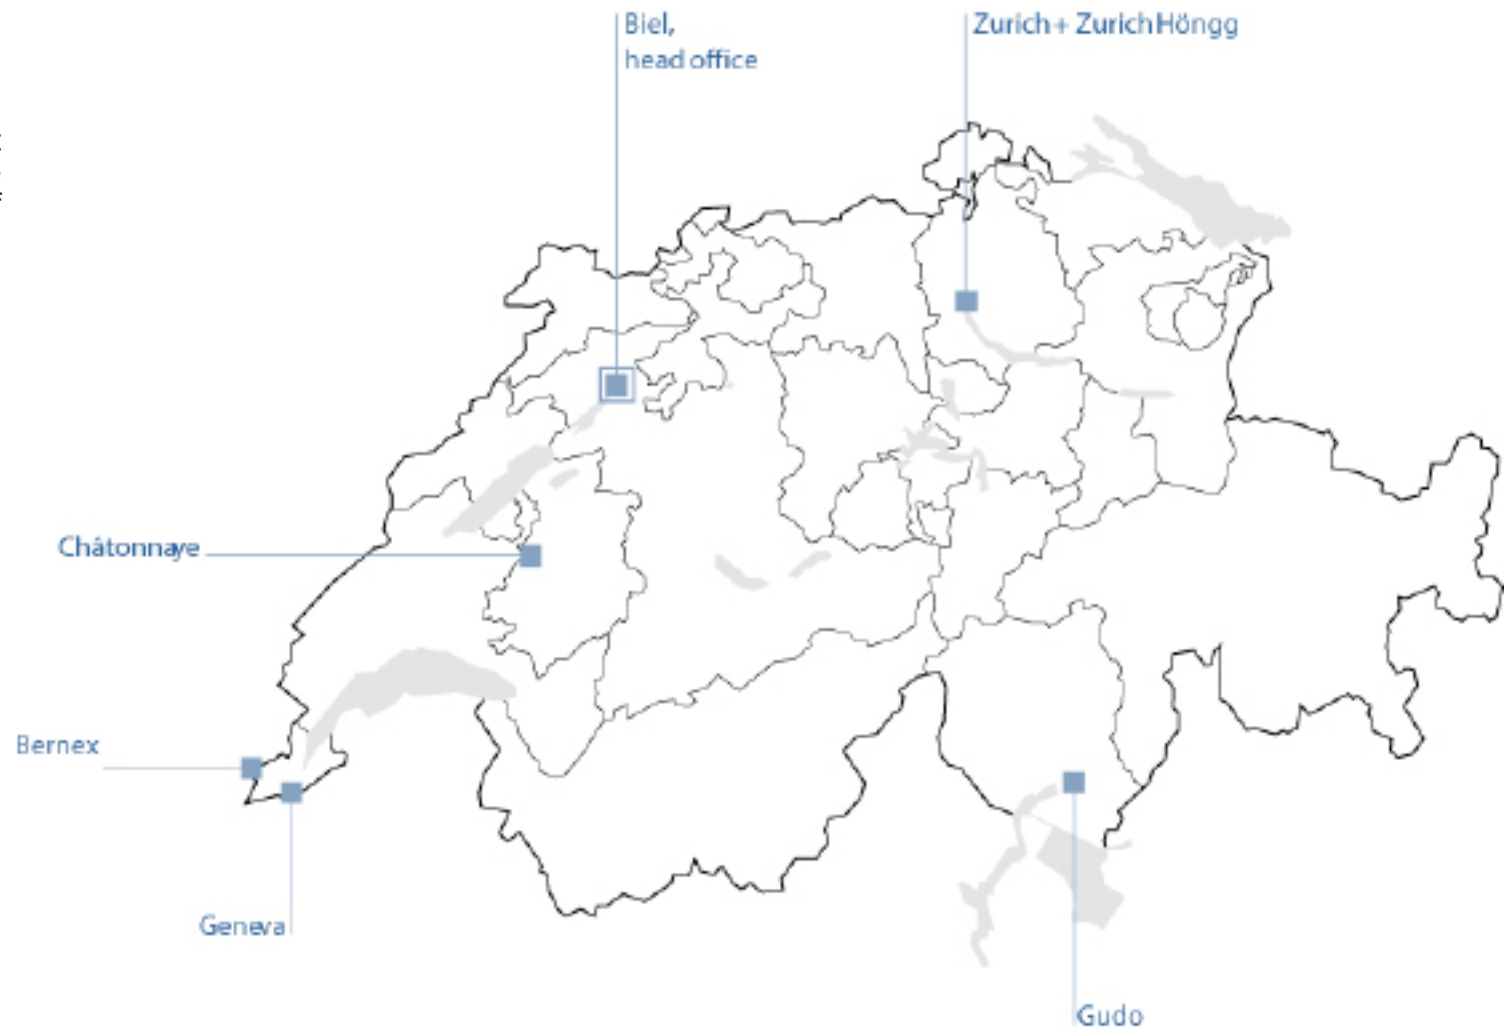 Biel,
head office
Zurich + Zurich Höngg
Châtonnaye
Bernex
Geneva
Gudo